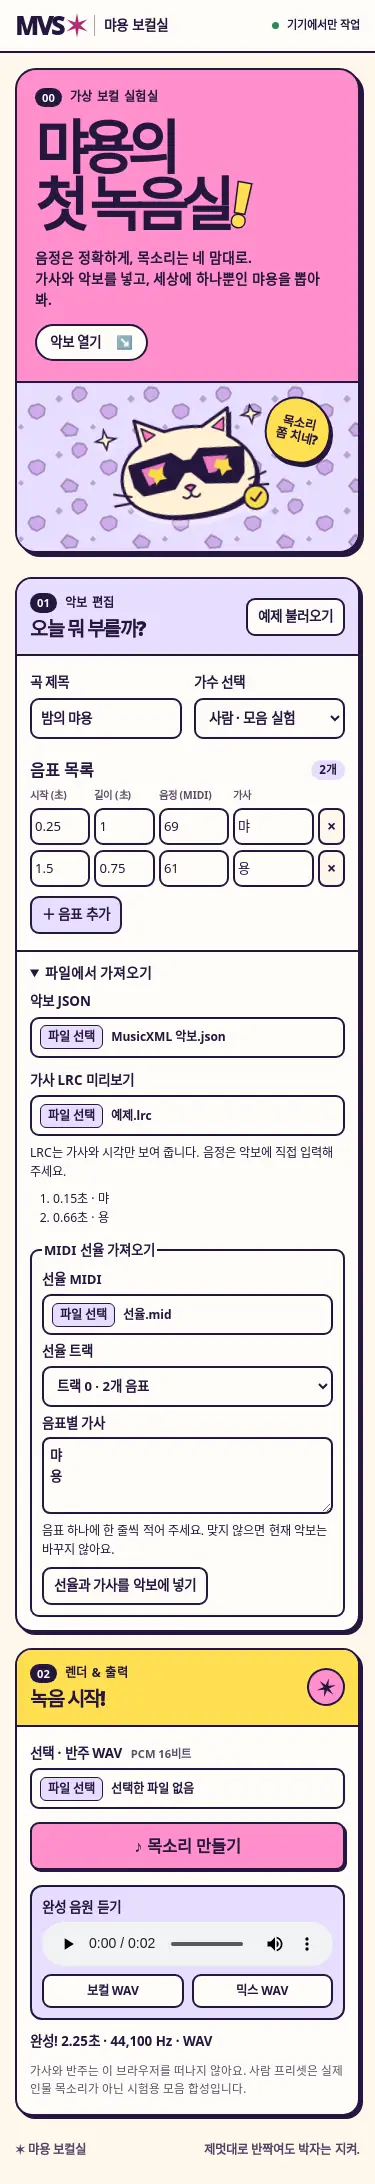 MVS✶ 먀용 보컬실
기기에서만 작업
00 가상 보컬 실험실
먀용의
첫 녹음실!
음정은 정확하게, 목소리는 네 맘대로.
가사와 악보를 넣고, 세상에 하나뿐인 먀용을 뽑아
봐.
악보 열기 ↘
목소리
쫌 치네?
01 악보 편집
오늘 뭐 부를까?
예제 불러오기
곡 제목 가수 선택
밤의 먀용 사람 · 모음 실험
음표 목록 2개
시작 (초) 길이 (초) 음정 (MIDI) 가사
0.25 1 69 먀 ×
1.5 0.75 61 용 ×
＋ 음표 추가
▼ 파일에서 가져오기
악보 JSON
파일 선택 MusicXML 악보.json
가사 LRC 미리보기
파일 선택 예제.lrc
LRC는 가사와 시각만 보여 줍니다. 음정은 악보에 직접 입력해
주세요.
1. 0.15초 · 먀
2. 0.66초 · 용
MIDI 선율 가져오기
선율 MIDI
파일 선택 선율.mid
선율 트랙
트랙 0 · 2개 음표
음표별 가사
먀
용
음표 하나에 한 줄씩 적어 주세요. 맞지 않으면 현재 악보는
바꾸지 않아요.
선율과 가사를 악보에 넣기
02 렌더 & 출력
녹음 시작!
선택 · 반주 WAV PCM 16비트
파일 선택 선택한 파일 없음
♪ 목소리 만들기
완성 음원 듣기
0:00 / 0:02
보컬 WAV 믹스 WAV
완성! 2.25초 · 44,100 Hz · WAV
가사와 반주는 이 브라우저를 떠나지 않아요. 사람 프리셋은 실제
인물 목소리가 아닌 시험용 모음 합성입니다.
✶ 먀용 보컬실 제멋대로 반짝여도 박자는 지켜.